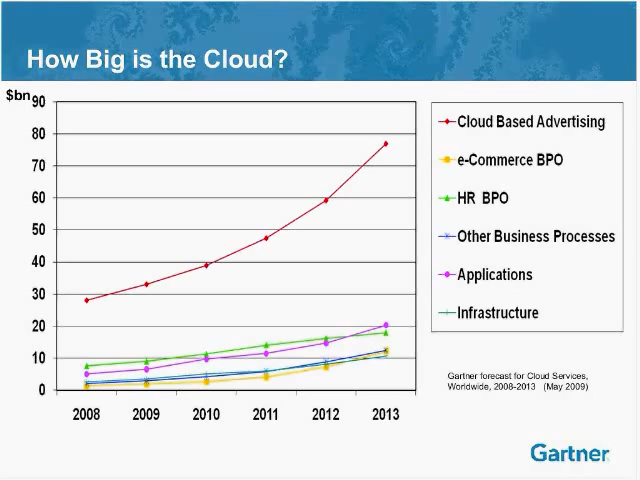 How Big is the Cloud?
$bn
90
80
70
60
50
40
30
20
10
0
2008 2009 2010 2011 2012 2013
Cloud Based Advertising
e-Commerce BPO
HR BPO
Other Business Processes
Applications
Infrastructure
Gartner forecast for Cloud Services,
Worldwide, 2008-2013 (May 2009)
Gartner